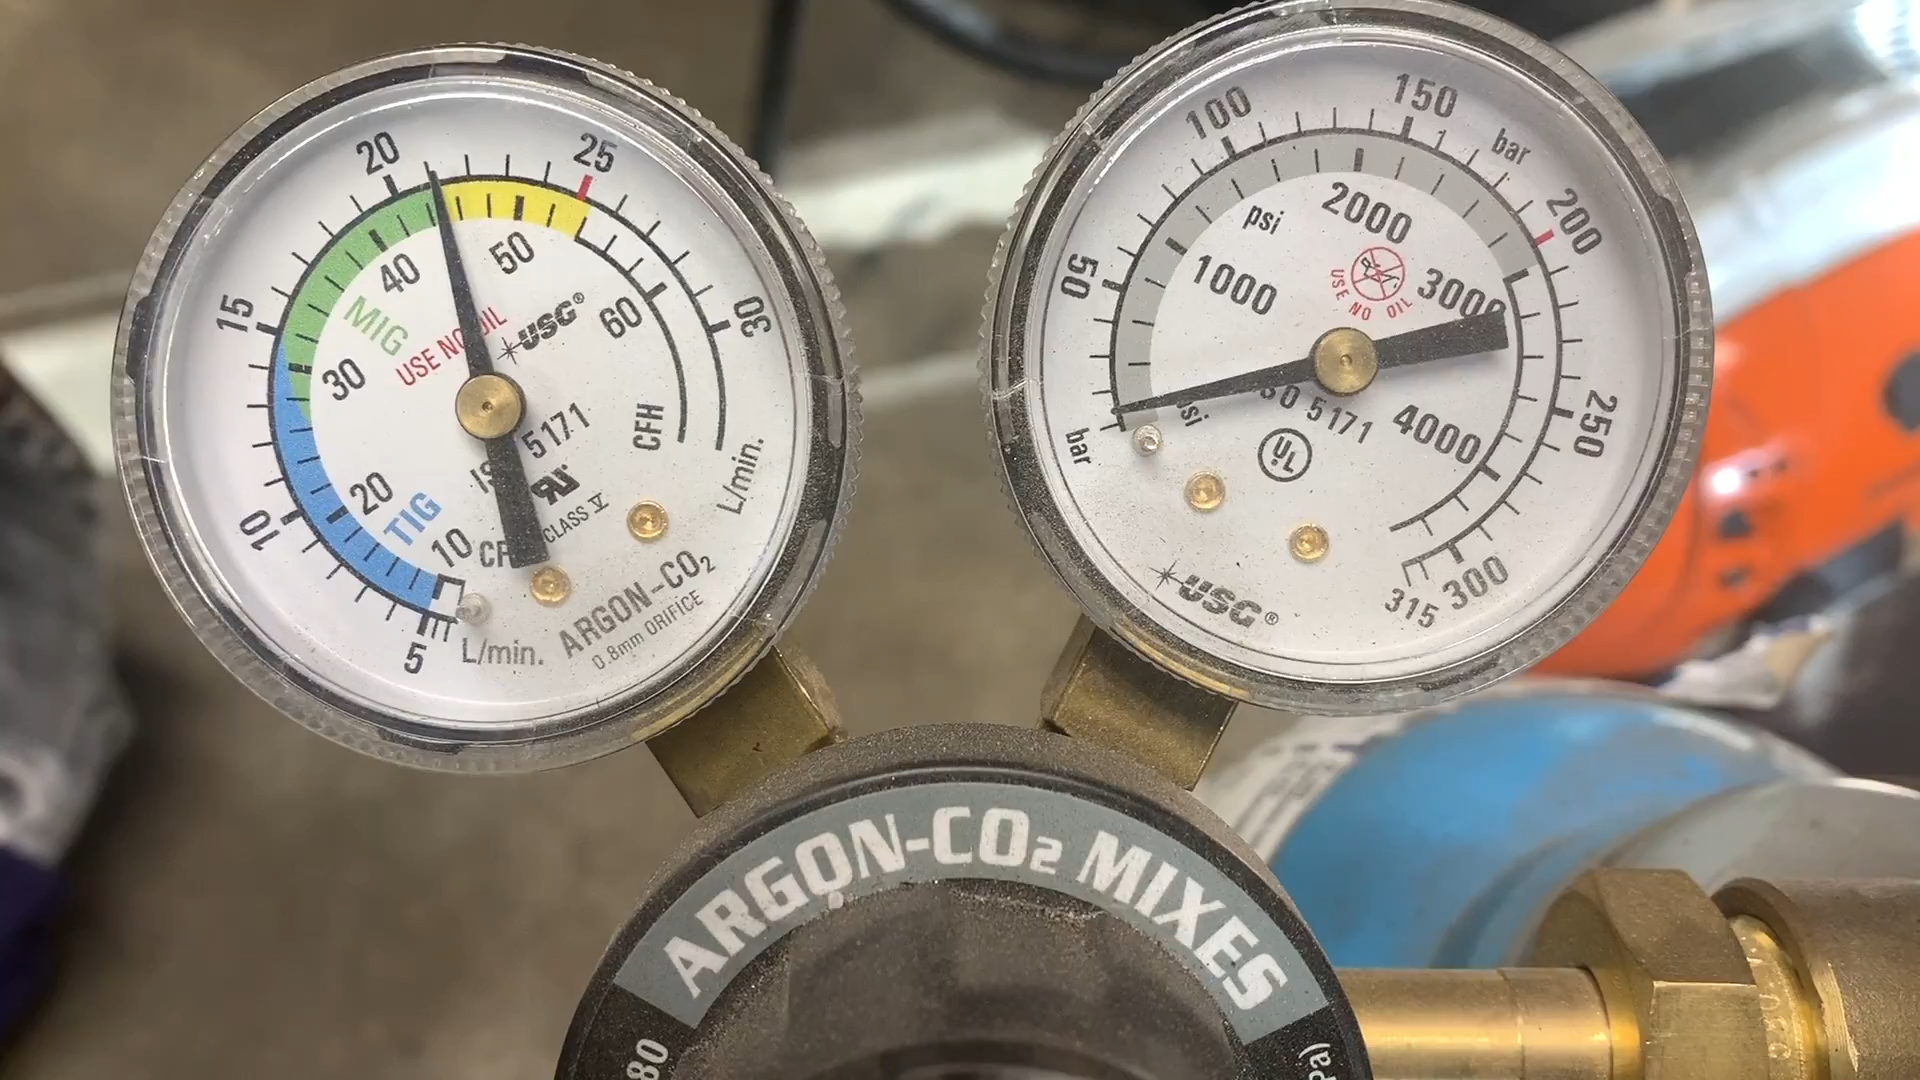 20
25
15
30
10
5
40
50
60
30
20
10
MIG
TIG
USE NO OIL
USG®
5171
CFH
L/min.
CLASS V
L/min.
ARGON-CO2
0.8mm ORIFICE
100
150
bar
50
200
psi
2000
1000
3000
USE NO OIL
5171
4000
250
bar
UL
USG®
315
300
ARGON-CO2 MIXES
80